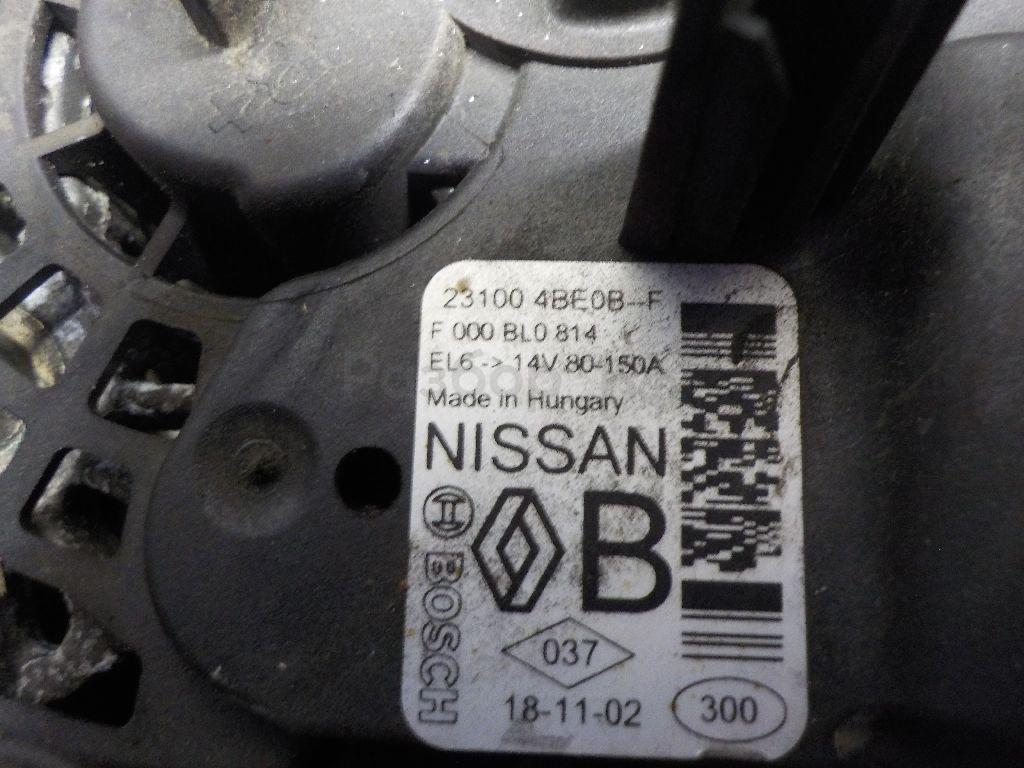 23100 4BE0B--F
F 000 BL0 814
EL6 -> 14V 80-150A
Made in Hungary
NISSAN
BOSCH
B
037
18-11-02
300